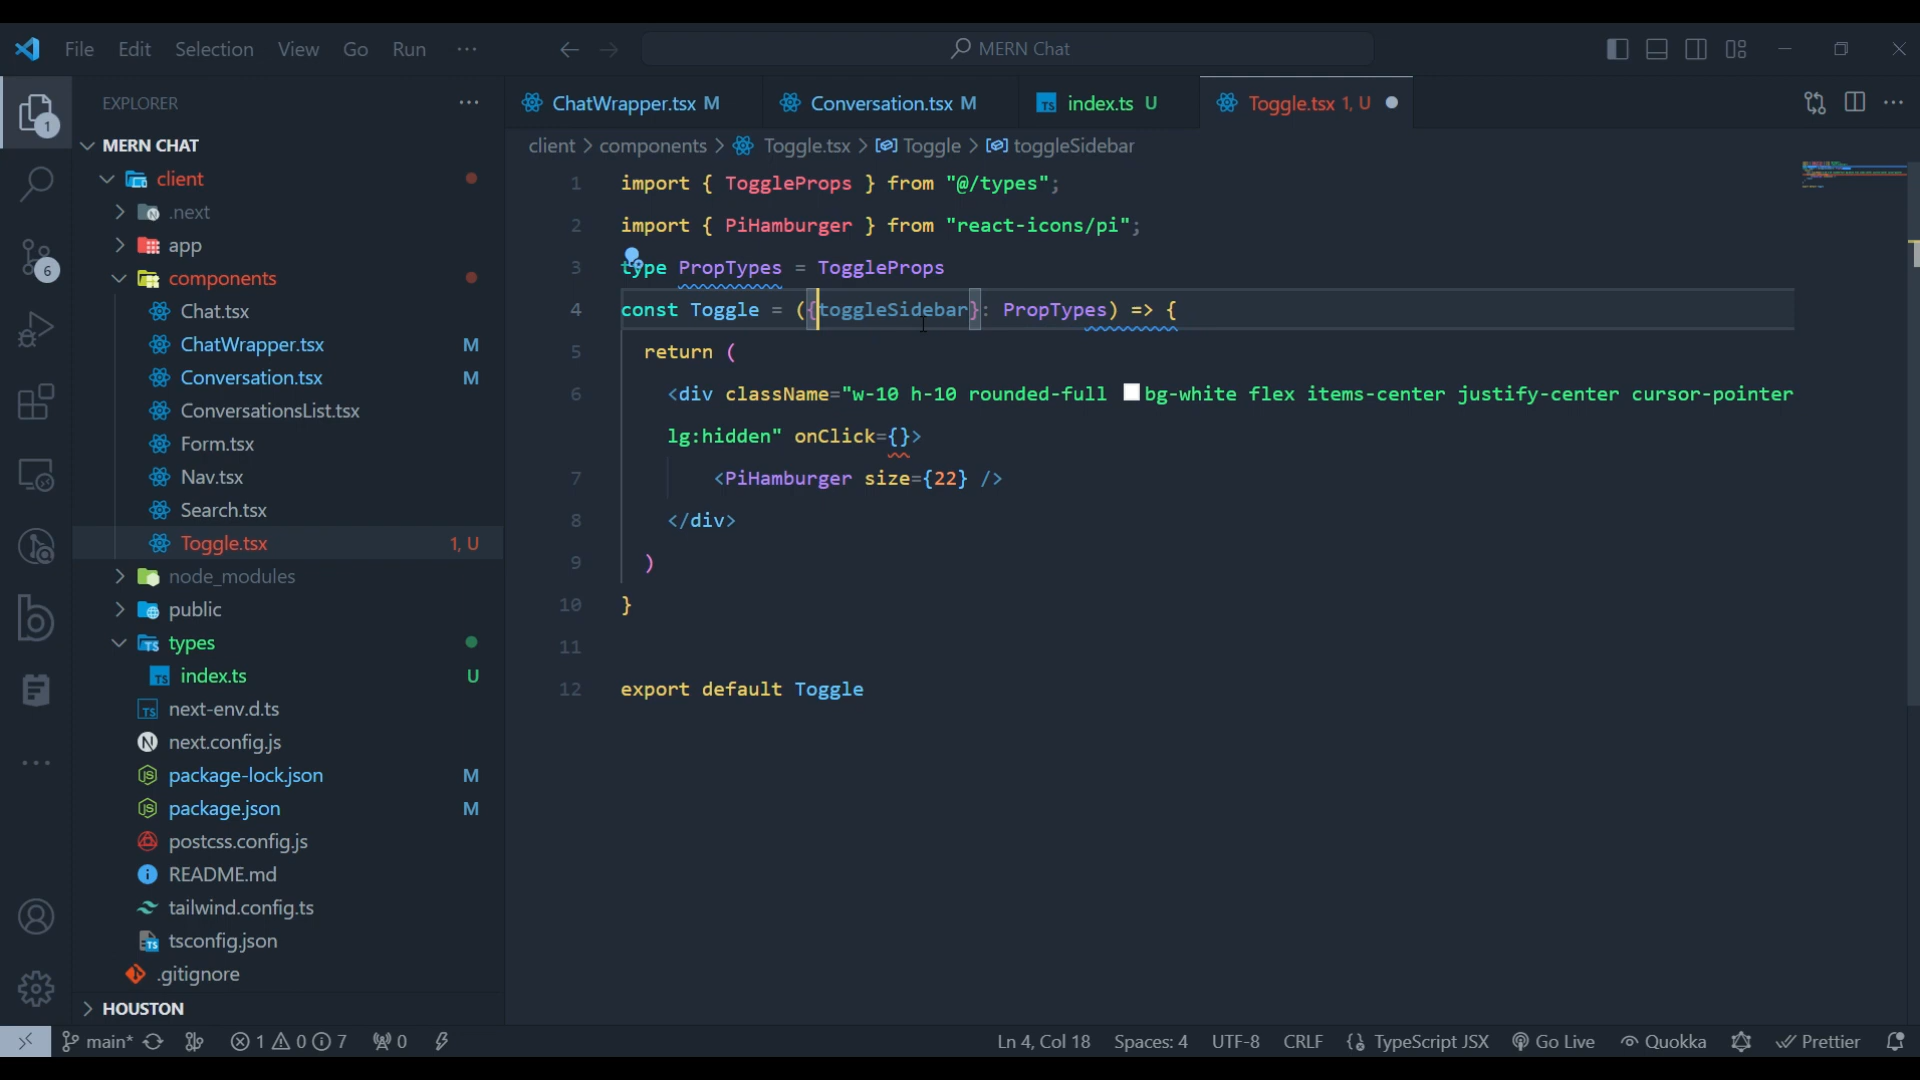 File Edit Selection View Go Run ··· MERN Chat
EXPLORER ···
ChatWrapper.tsx M Conversation.tsx M TS index.ts U Toggle.tsx 1, U
client > components > Toggle.tsx > Toggle > toggleSidebar
MERN CHAT
client
.next
app
components
Chat.tsx
ChatWrapper.tsx M
Conversation.tsx M
ConversationsList.tsx
Form.tsx
Nav.tsx
Search.tsx
Toggle.tsx 1, U
node_modules
public
types
TS index.ts U
TS next-env.d.ts
N next.config.js
package-lock.json M
package.json M
postcss.config.js
README.md
tailwind.config.ts
tsconfig.json
.gitignore
HOUSTON
1
6
1 import { ToggleProps } from "@/types";
2 import { PiHamburger } from "react-icons/pi";
3 type PropTypes = ToggleProps
4 const Toggle = ({toggleSidebar}: PropTypes) => {
5 return (
6 <div className="w-10 h-10 rounded-full bg-white flex items-center justify-center cursor-pointer
lg:hidden" onClick={}>
7 <PiHamburger size={22} />
8 </div>
9 )
10 }
11
12 export default Toggle
main* 1 0 7 0 Ln 4, Col 18 Spaces: 4 UTF-8 CRLF TypeScript JSX Go Live Quokka Prettier